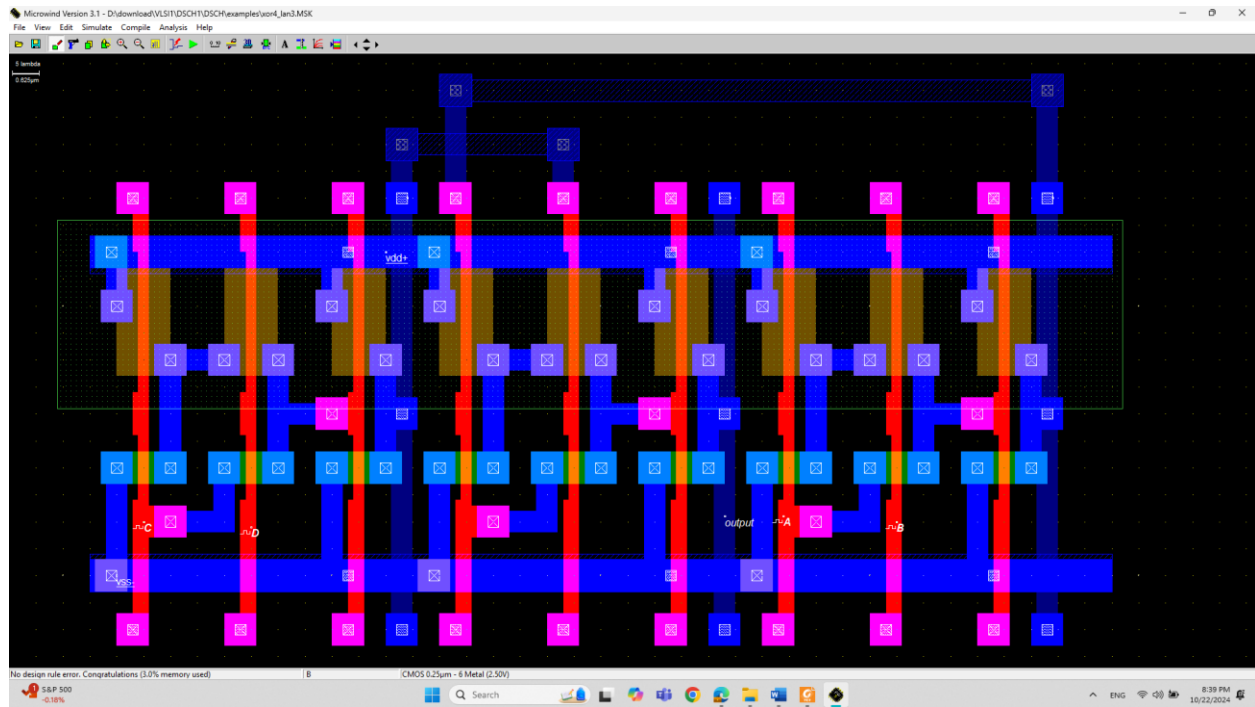 Microwind Version 3.1 - D:\download\VLSI1\DSCH1\DSCH\examples\xor4_lan3.MSK
File View Edit Simulate Compile Analysis Help
5 lambda
0.625μm
vdd+
C
D
output
A
B
VSS-
No design rule error. Congratulations (3.0% memory used)
B
CMOS 0.25μm - 6 Metal (2.50V)
S&P 500
-0.18%
Search
ENG
8:39 PM
10/22/2024